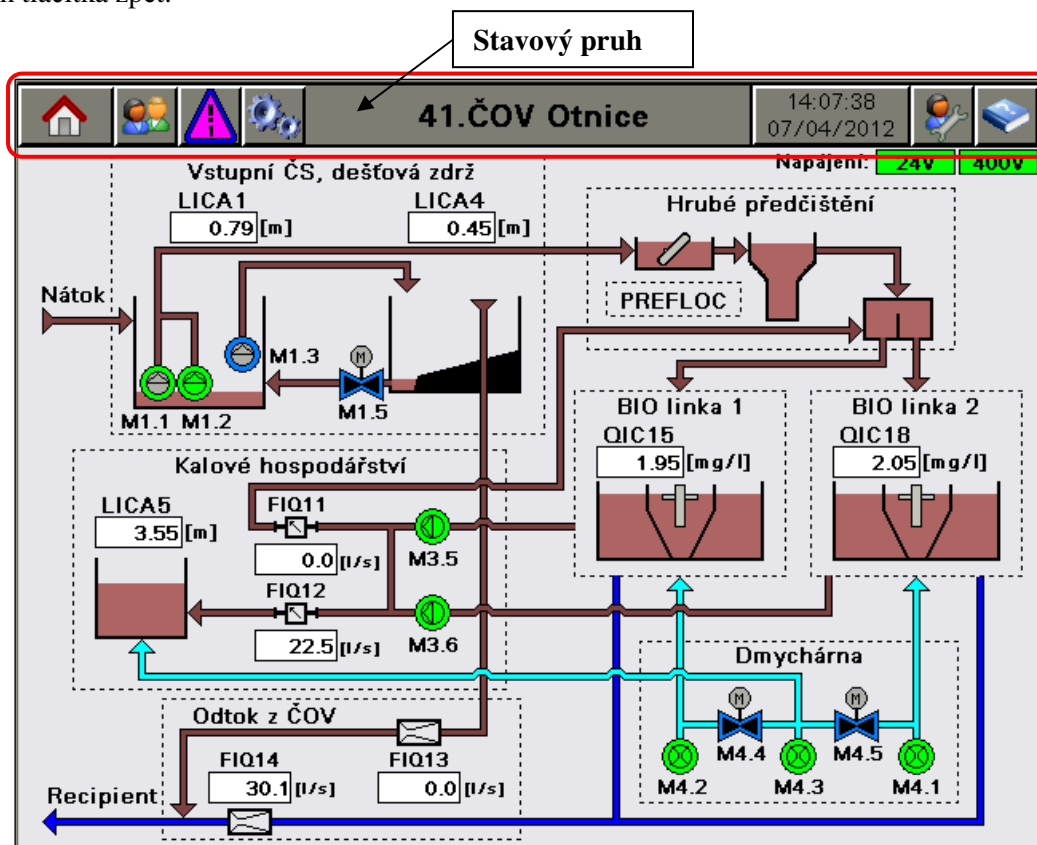 tlačítka zpět.
Stavový pruh
41.ČOV Otnice
14:07:38
07/04/2012
Napájení: 24V 400V
Vstupní ČS, dešťová zdrž
LICA1
0.79 [m]
LICA4
0.45 [m]
Hrubé předčištění
PREFLOC
Nátok
M1.3
M
M1.5
M1.1 M1.2
BIO linka 1
QIC15
1.95 [mg/l]
BIO linka 2
QIC18
2.05 [mg/l]
Kalové hospodářství
LICA5
3.55 [m]
FIQ11
0.0 [l/s]
M3.5
FIQ12
22.5 [l/s]
M3.6
Dmychárna
M
M
M4.4
M4.5
M4.2
M4.3
M4.1
Odtok z ČOV
FIQ14
30.1 [l/s]
FIQ13
0.0 [l/s]
Recipient